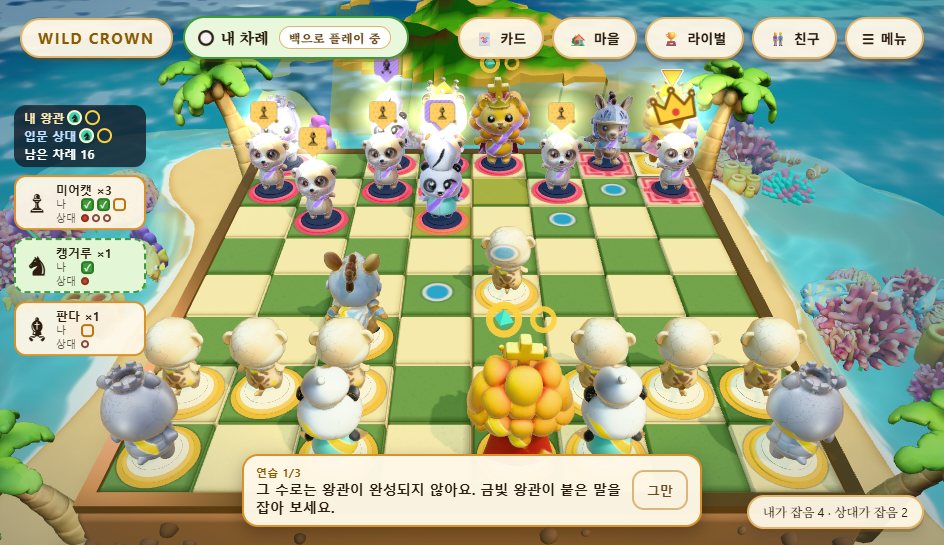 WILD CROWN
내 차례
백으로 플레이 중
카드
마을
라이벌
친구
메뉴
내 왕관
입문 상대
남은 차례 16
미어캣 ×3
나
상대
캥거루 ×1
나
상대
판다 ×1
나
상대
연습 1/3
그 수로는 왕관이 완성되지 않아요. 금빛 왕관이 붙은 말을
잡아 보세요.
그만
내가 잡음 4 · 상대가 잡음 2